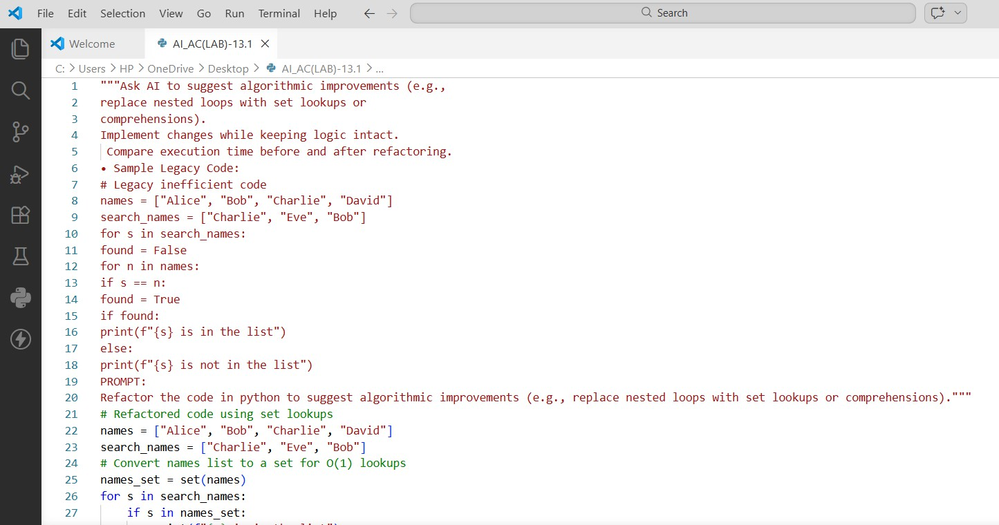 File Edit Selection View Go Run Terminal Help Search
Welcome AI_AC(LAB)-13.1
C: > Users > HP > OneDrive > Desktop > AI_AC(LAB)-13.1 > ...
1 """Ask AI to suggest algorithmic improvements (e.g.,
2 replace nested loops with set lookups or
3 comprehensions).
4 Implement changes while keeping logic intact.
5 Compare execution time before and after refactoring.
6 • Sample Legacy Code:
7 # Legacy inefficient code
8 names = ["Alice", "Bob", "Charlie", "David"]
9 search_names = ["Charlie", "Eve", "Bob"]
10 for s in search_names:
11 found = False
12 for n in names:
13 if s == n:
14 found = True
15 if found:
16 print(f"{s} is in the list")
17 else:
18 print(f"{s} is not in the list")
19 PROMPT:
20 Refactor the code in python to suggest algorithmic improvements (e.g., replace nested loops with set lookups or comprehensions)."""
21 # Refactored code using set lookups
22 names = ["Alice", "Bob", "Charlie", "David"]
23 search_names = ["Charlie", "Eve", "Bob"]
24 # Convert names list to a set for O(1) lookups
25 names_set = set(names)
26 for s in search_names:
27 if s in names_set: